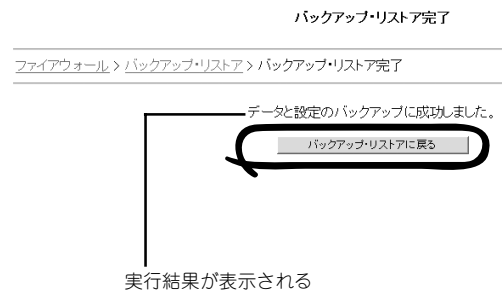 バックアップ・リストア完了
ファイアウォール > バックアップ・リストア > バックアップ・リストア完了
データと設定のバックアップに成功しました。
バックアップ・リストアに戻る
実行結果が表示される